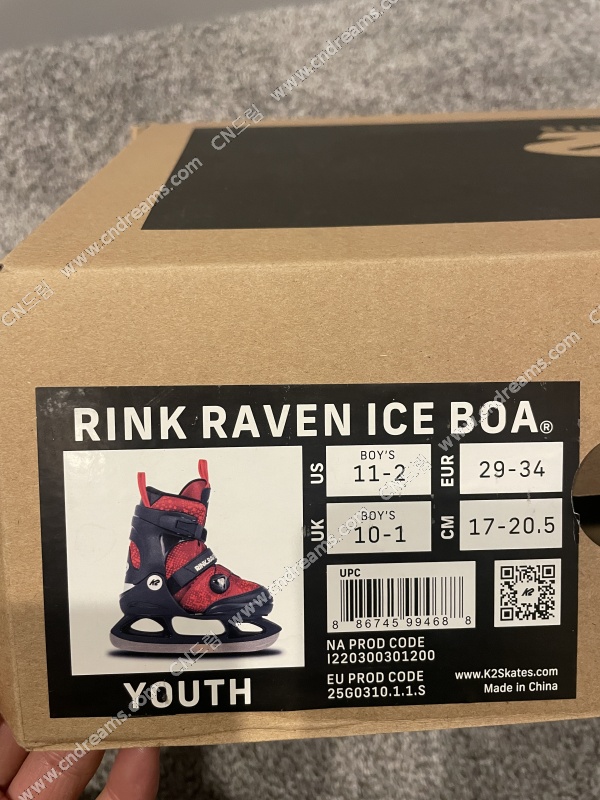 RINK RAVEN ICE BOA®
US
BOY'S
11-2
EUR
29-34
UK
BOY'S
10-1
CM
17-20.5
K2
UPC
8 86745 99468 8
K2
NA PROD CODE
I220300301200
EU PROD CODE
25G0310.1.1.S
www.K2Skates.com
Made in China
YOUTH
CN드림 www.cndreams.com